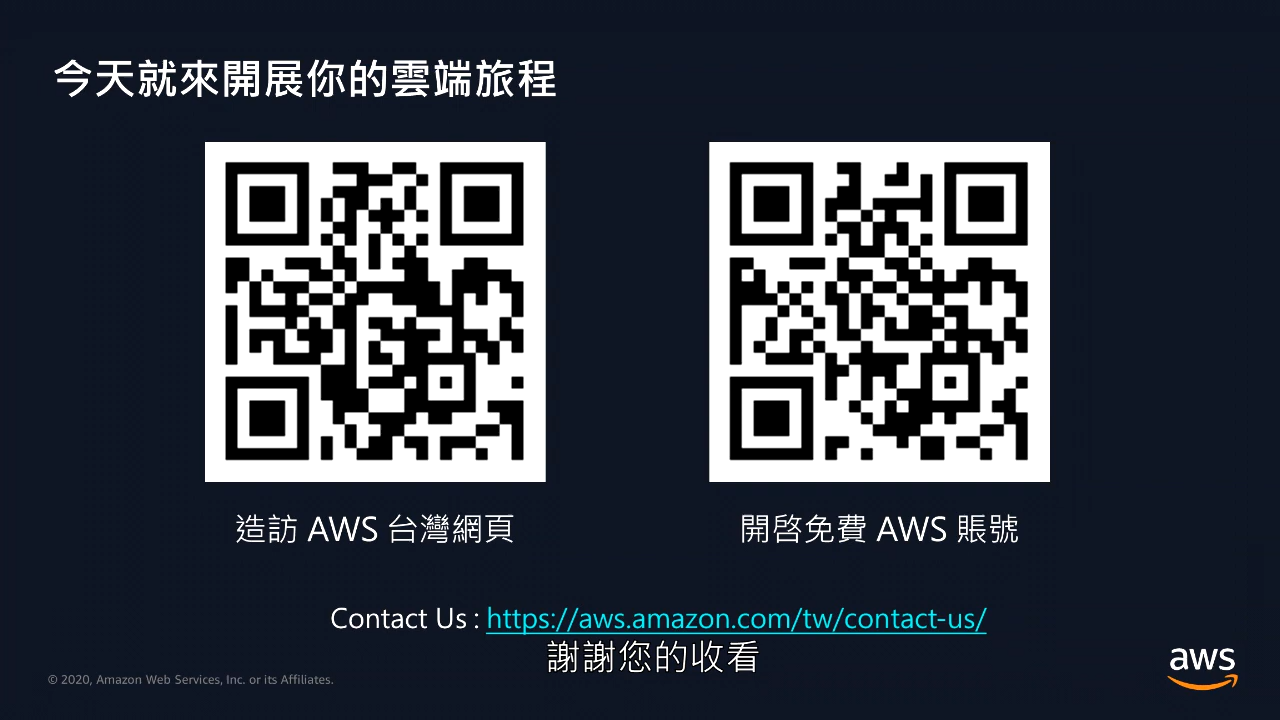 今天就來開展你的雲端旅程
造訪 AWS 台灣網頁
開啓免費 AWS 賬號
Contact Us : https://aws.amazon.com/tw/contact-us/
謝謝您的收看
© 2020, Amazon Web Services, Inc. or its Affiliates.
aws